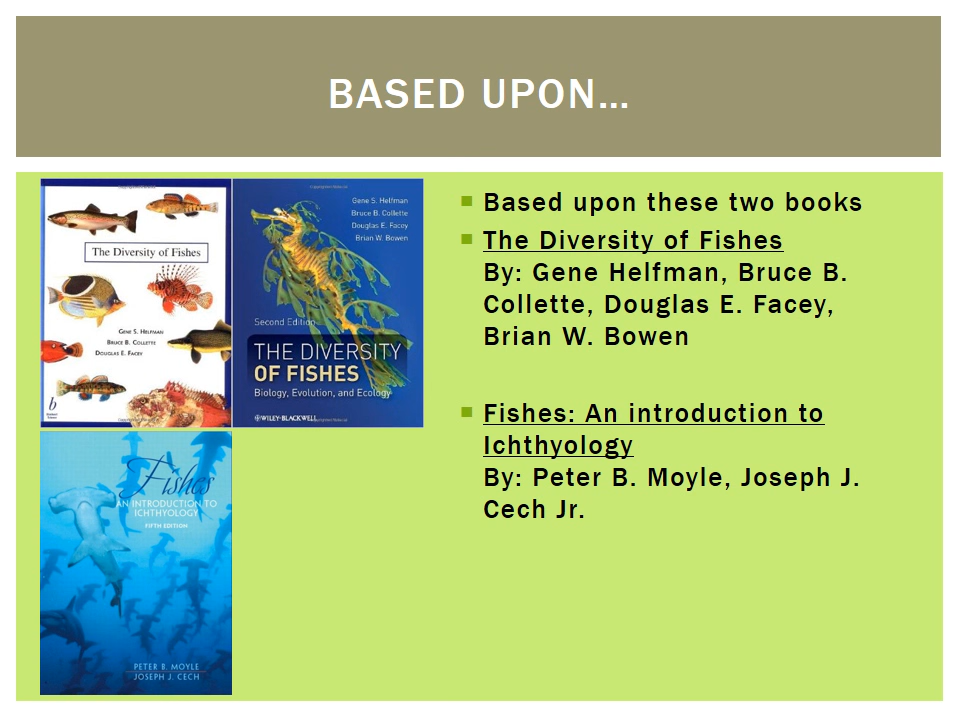 BASED UPON…
The Diversity of Fishes
GENE S. HELFMAN
BRUCE B. COLLETTE
DOUGLAS E. FACEY
b
Gene S. Helfman
Bruce B. Collette
Douglas E. Facey
Brian W. Bowen
Second Edition
THE DIVERSITY
OF FISHES
Biology, Evolution, and Ecology
WILEY-BLACKWELL
Fishes
AN INTRODUCTION TO
ICHTHYOLOGY
FIFTH EDITION
PETER B. MOYLE
JOSEPH J. CECH
Based upon these two books
The Diversity of Fishes
By: Gene Helfman, Bruce B.
Collette, Douglas E. Facey,
Brian W. Bowen
Fishes: An introduction to
Ichthyology
By: Peter B. Moyle, Joseph J.
Cech Jr.